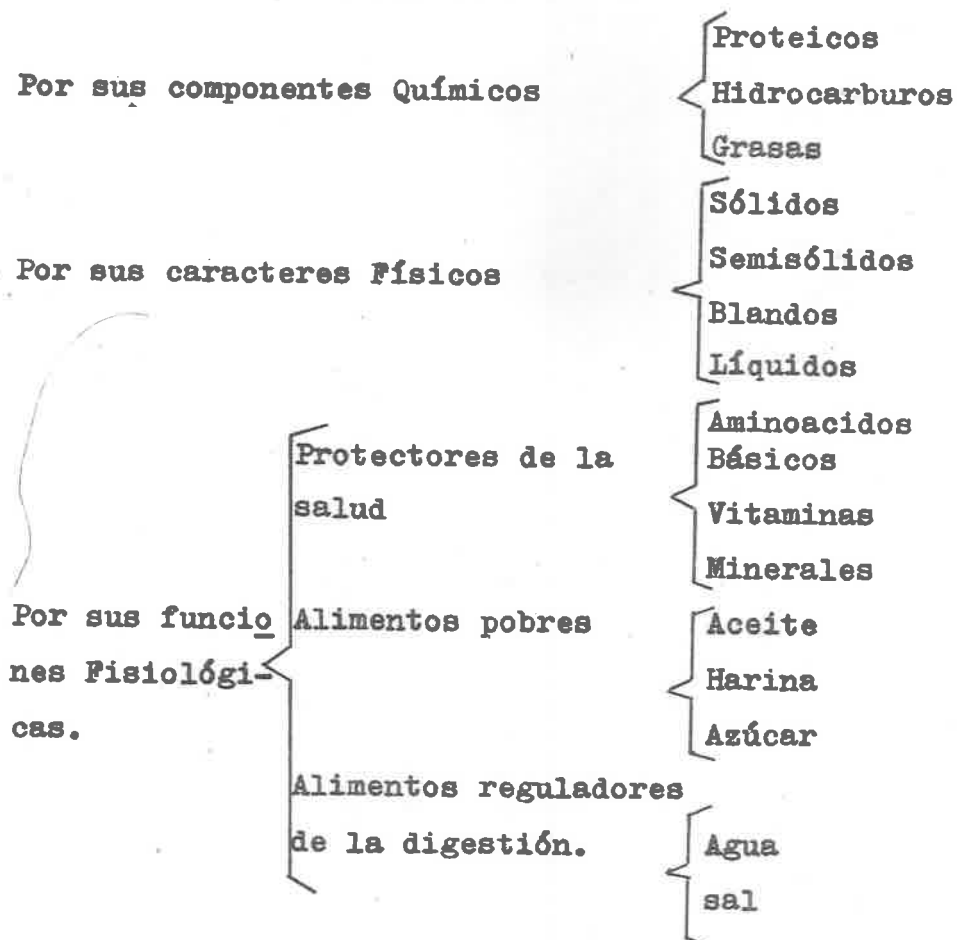 Por sus componentes Químicos
Proteicos
Hidrocarburos
Grasas
Por sus caracteres Físicos
Sólidos
Semisólidos
Blandos
Líquidos
Por sus funcio
nes Fisiológi-
cas.
Protectores de la
salud
Aminoacidos
Básicos
Vitaminas
Minerales
Alimentos pobres
Aceite
Harina
Azúcar
Alimentos reguladores
de la digestión.
Agua
sal